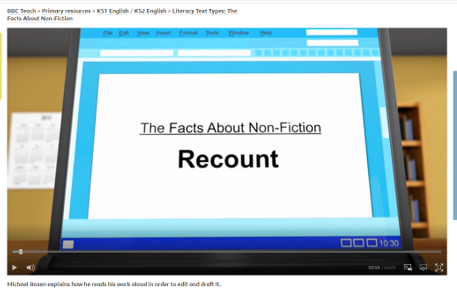 BBC Teach > Primary resources > KS1 English / KS2 English > Literacy Text Types: The
Facts About Non-Fiction
File Edit View Insert Format Tools Window Help
The Facts About Non-Fiction
Recount
10:30
Michael Rosen explains how he reads his work aloud in order to edit and draft it.